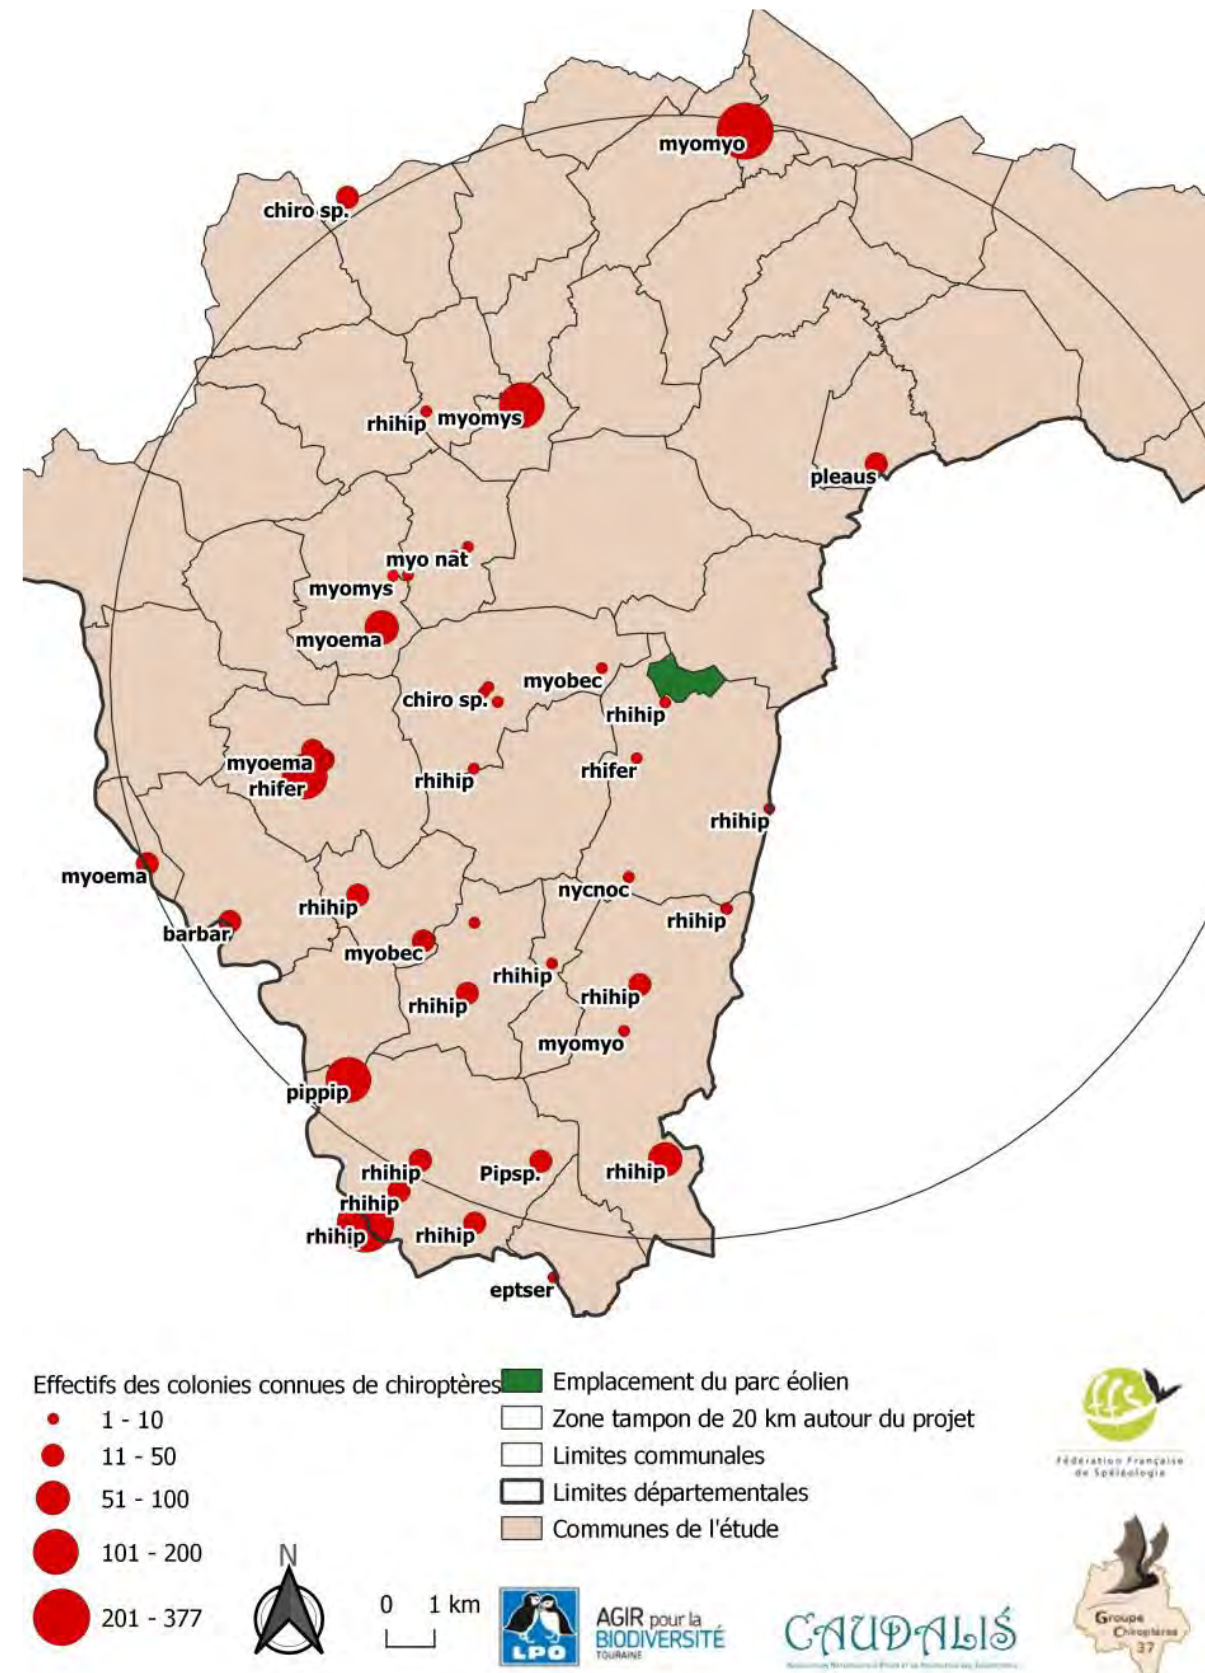 myomyo
chiro sp.
rhihip
myomys
pleaus
myo nat
myomys
myoema
myobec
chiro sp.
rhihip
myoema
rhifer
rhihip
rhifer
rhihip
myoema
nycnoc
rhihip
rhihip
barbar
myobec
rhihip
rhihip
rhihip
myomyo
pippip
rhihip
Pipsp.
rhihip
rhihip
rhihip
rhihip
eptser
Effectifs des colonies connues de chiroptères
1 - 10
11 - 50
51 - 100
101 - 200
201 - 377
Emplacement du parc éolien
Zone tampon de 20 km autour du projet
Limites communales
Limites départementales
Communes de l'étude
N
0 1 km
LPO
AGIR pour la
BIODIVERSITÉ
TOURAINE
CAUDALIS
ffs
Fédération Française
de Spéléologie
Groupe
Chiroptères
37